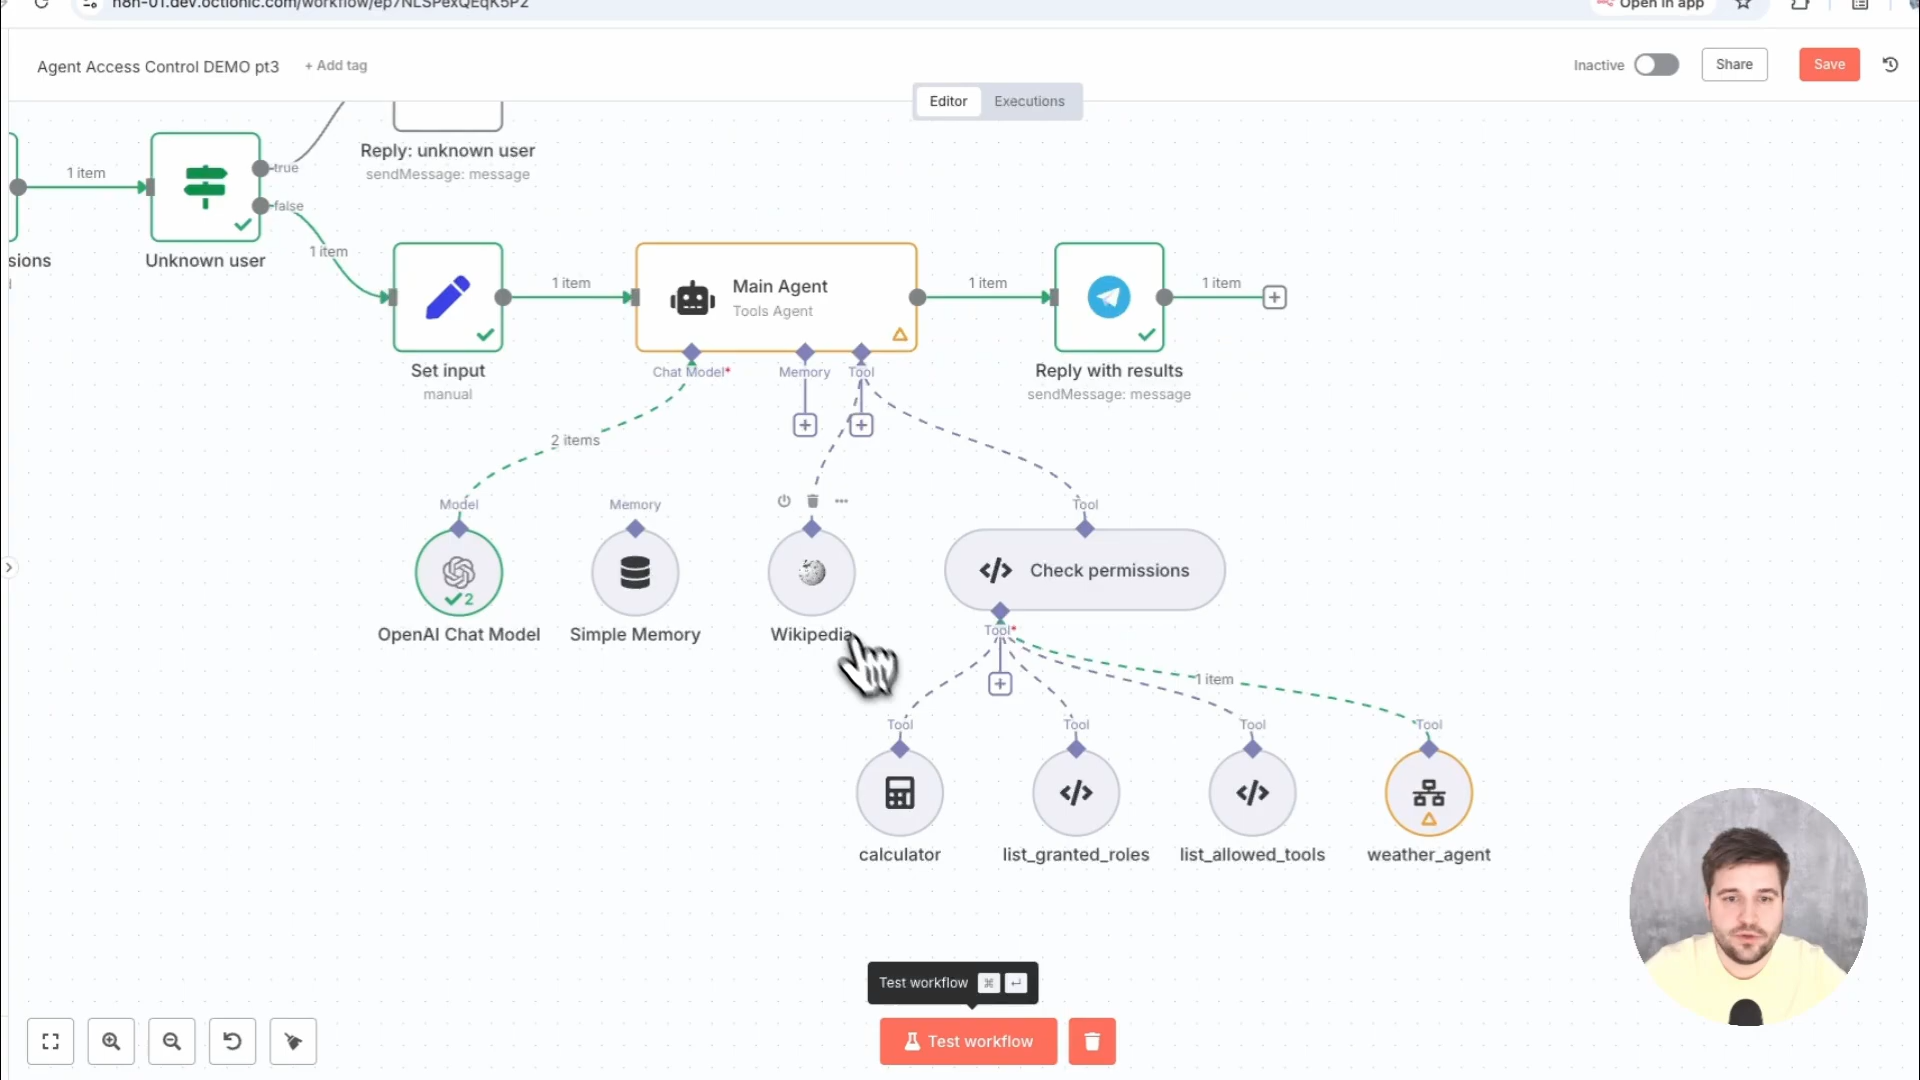 n8n-01.dev.octionic.com/workflow/ep7NLSPexQEqK5P2
Open in app
Agent Access Control DEMO pt3
+ Add tag
Inactive
Share
Save
Editor
Executions
1 item
true
false
Reply: unknown user
sendMessage: message
sions
Unknown user
1 item
1 item
Main Agent
Tools Agent
1 item
1 item
Set input
manual
Chat Model*
Memory
Tool
Reply with results
sendMessage: message
2 items
Model
Memory
Tool
2
Check permissions
OpenAI Chat Model
Simple Memory
Wikipedia
Tool*
1 item
Tool
Tool
Tool
Tool
calculator
list_granted_roles
list_allowed_tools
weather_agent
Test workflow
Test workflow